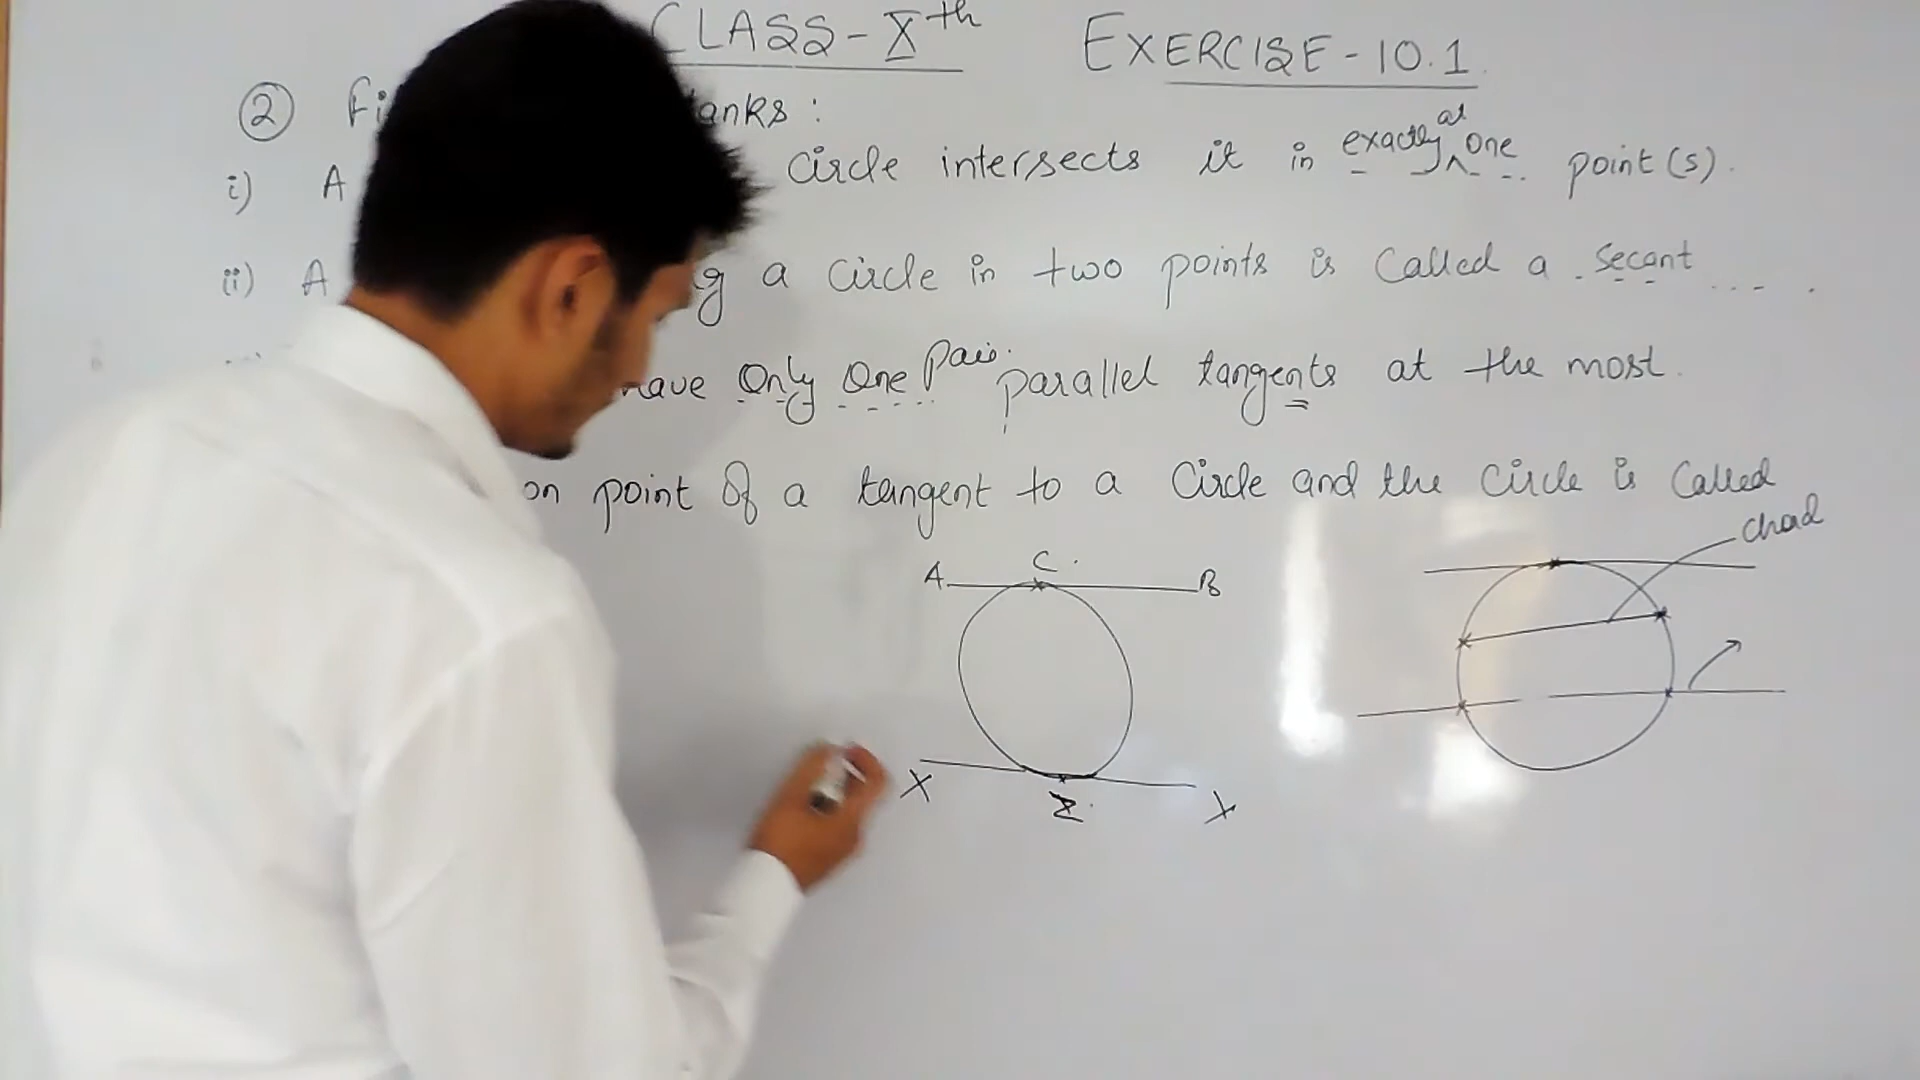 CLASS - Xth EXERCISE - 10.1
② Fi anks :
i) A circle intersects it in exactly at one point(s).
ii) A g a circle in two points is called a secant
have only one pair parallel tangents at the most.
on point of a tangent to a circle and the circle is called
chord
A C B
X Z Y